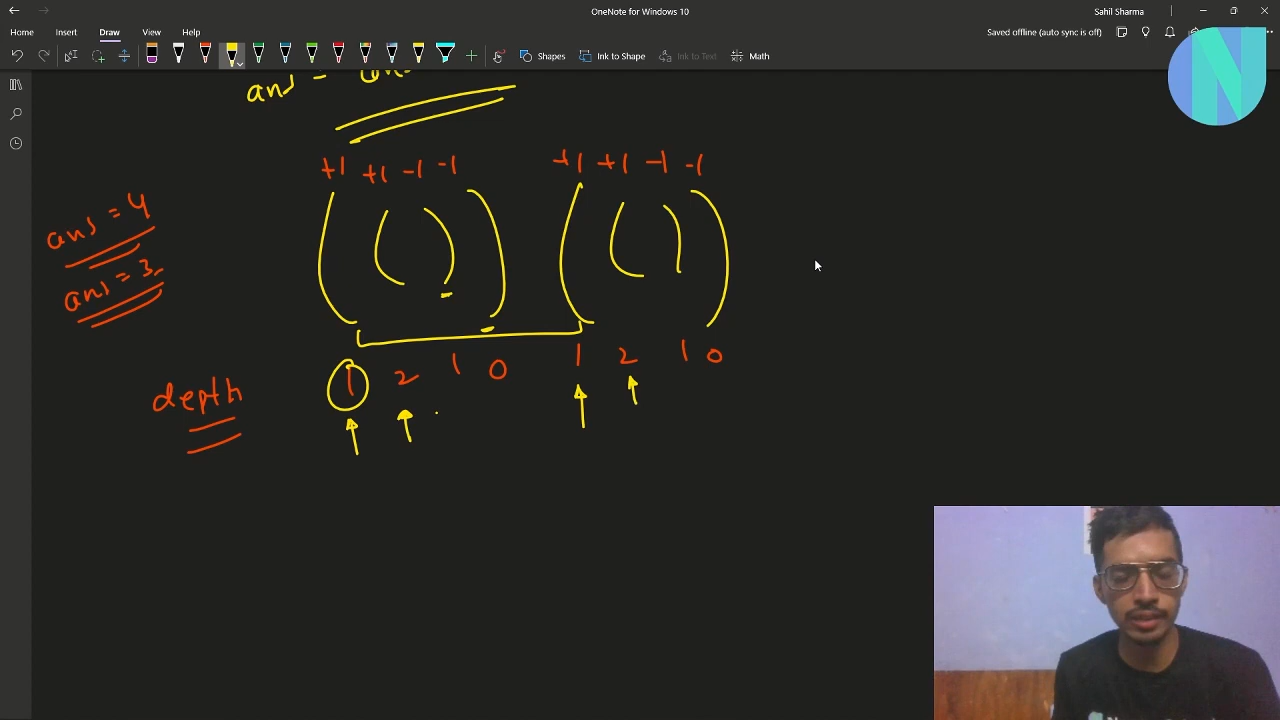 OneNote for Windows 10
Sahil Sharma
Home Insert Draw View Help
Saved offline (auto sync is off)
Shapes Ink to Shape Ink to Text Math
ans =
+1 +1 -1 -1 +1 +1 -1 -1
( ( ) ) ( ( ) )
ans = 4
ans = 3
1 2 1 0 1 2 1 0
depth